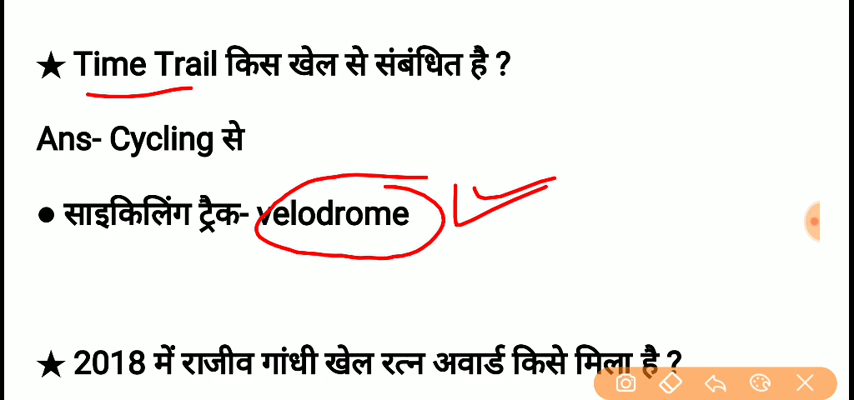 ★ Time Trail किस खेल से संबंधित है ?
Ans- Cycling से
● साइकिलिंग ट्रैक- velodrome
★ 2018 में राजीव गांधी खेल रत्न अवार्ड किसे मिला है ?